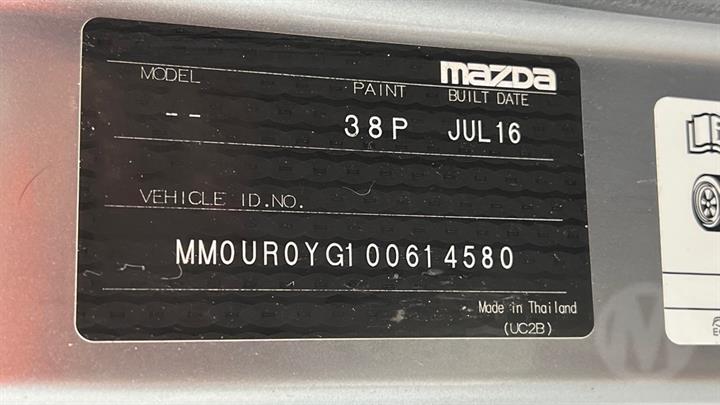 mazda
MODEL PAINT BUILT DATE
-- 38P JUL16
VEHICLE ID.NO.
MM0UR0YG100614580
Made in Thailand
(UC2B)